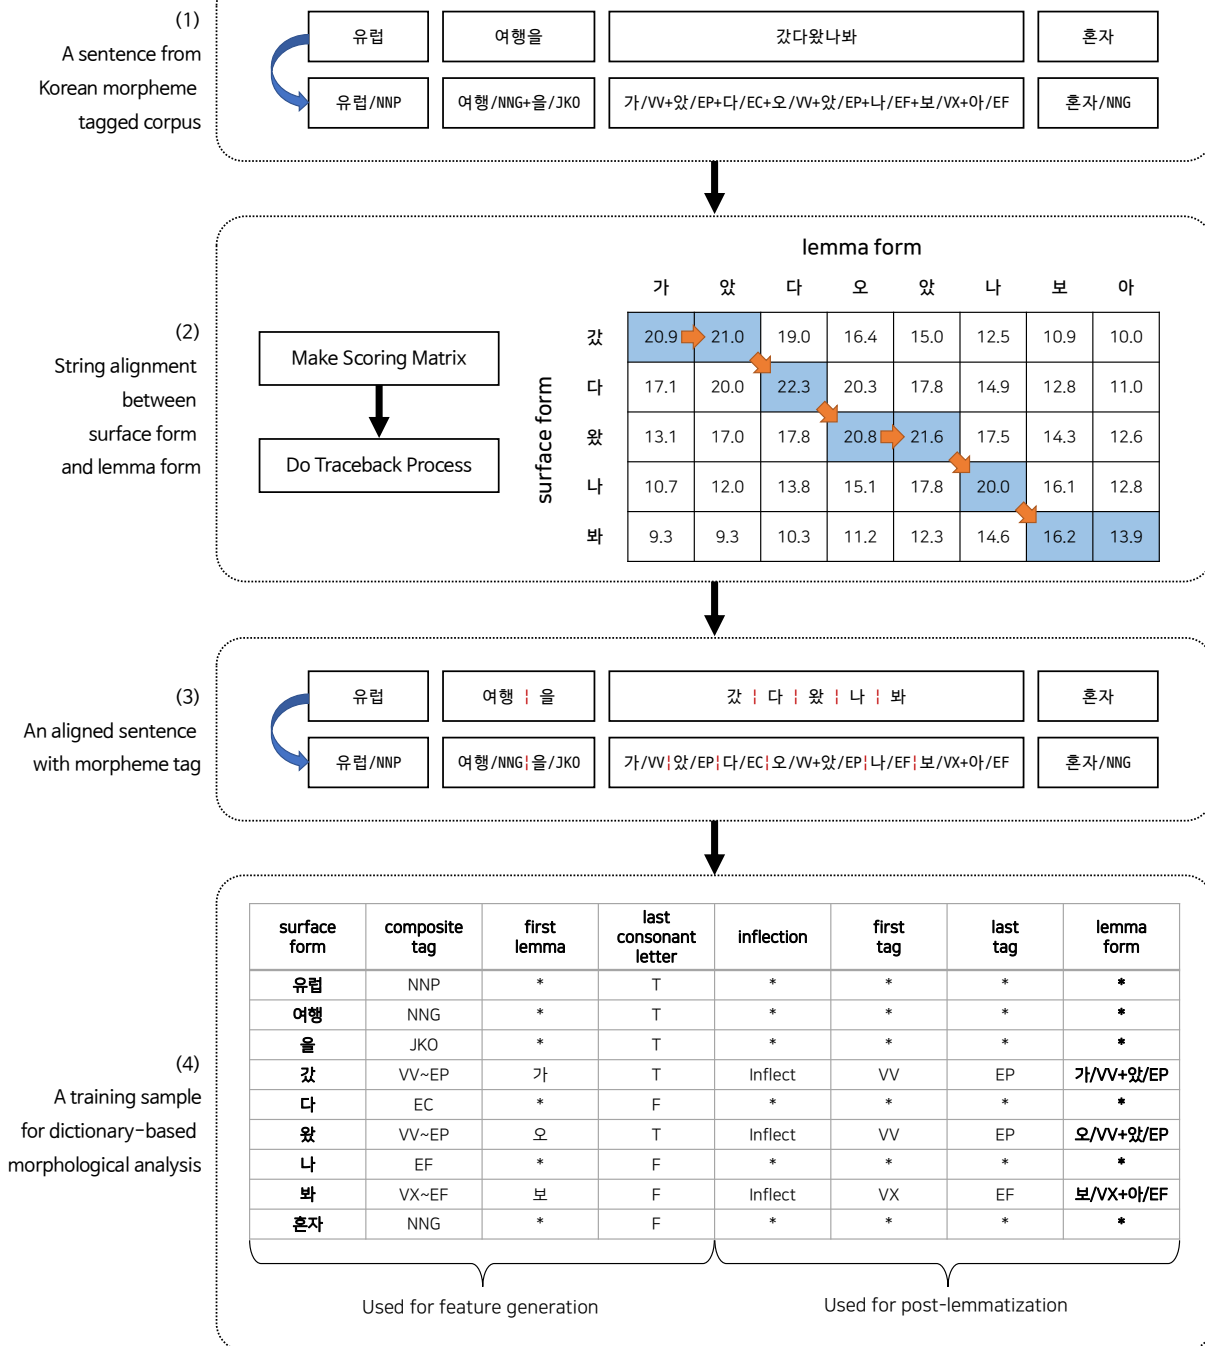 (1)
A sentence from
Korean morpheme
tagged corpus
유럽 여행을 갔다왔나봐 혼자
유럽/NNP 여행/NNG+을/JKO 가/VV+았/EP+다/EC+오/VV+았/EP+나/EF+보/VX+아/EF 혼자/NNG
(2)
String alignment
between
surface form
and lemma form
Make Scoring Matrix
Do Traceback Process
lemma form
surface form
가 았 다 오 았 나 보 아
갔 20.9 21.0 19.0 16.4 15.0 12.5 10.9 10.0
다 17.1 20.0 22.3 20.3 17.8 14.9 12.8 11.0
왔 13.1 17.0 17.8 20.8 21.6 17.5 14.3 12.6
나 10.7 12.0 13.8 15.1 17.8 20.0 16.1 12.8
봐 9.3 9.3 10.3 11.2 12.3 14.6 16.2 13.9
(3)
An aligned sentence
with morpheme tag
유럽 여행 ¦ 을 갔 ¦ 다 ¦ 왔 ¦ 나 ¦ 봐 혼자
유럽/NNP 여행/NNG¦을/JKO 가/VV¦았/EP¦다/EC¦오/VV+았/EP¦나/EF¦보/VX+아/EF 혼자/NNG
(4)
A training sample
for dictionary-based
morphological analysis
surface form composite tag first lemma last consonant letter inflection first tag last tag lemma form
유럽 NNP * T * * * *
여행 NNG * T * * * *
을 JKO * T * * * *
갔 VV~EP 가 T Inflect VV EP 가/VV+았/EP
다 EC * F * * * *
왔 VV~EP 오 T Inflect VV EP 오/VV+았/EP
나 EF * F * * * *
봐 VX~EF 보 F Inflect VX EF 보/VX+아/EF
혼자 NNG * F * * * *
Used for feature generation
Used for post-lemmatization